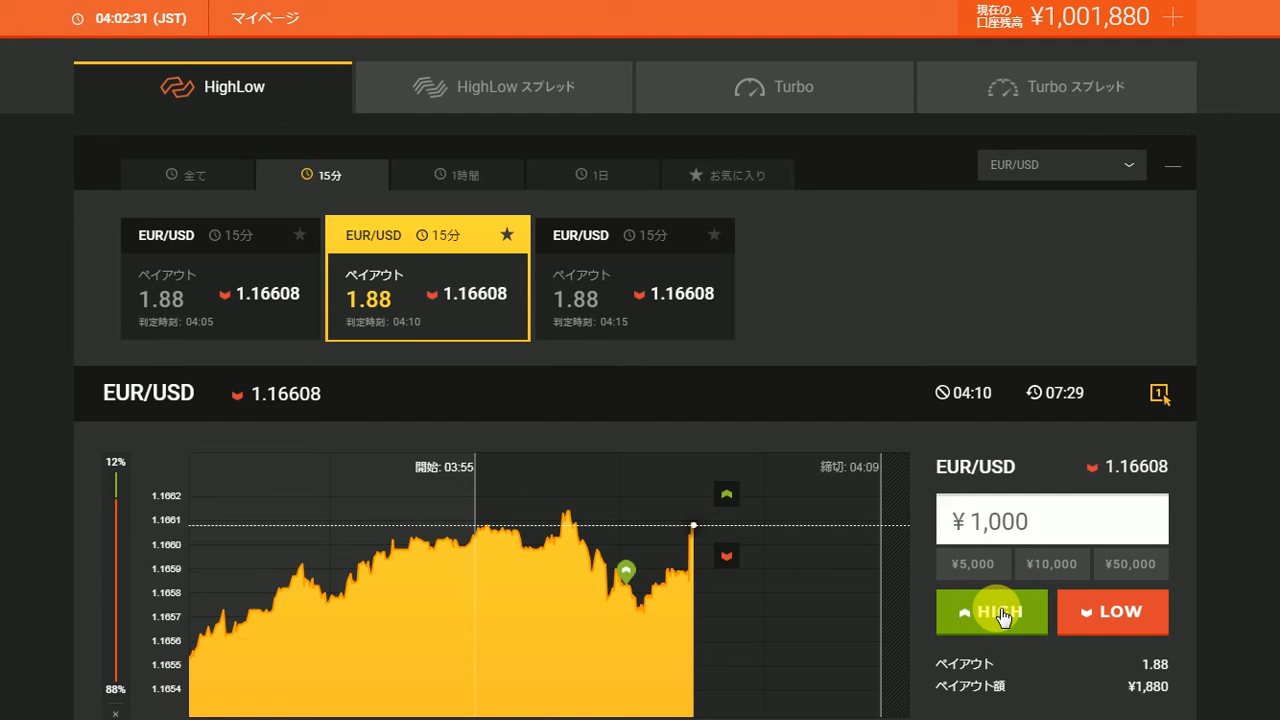 04:02:31 (JST)
マイページ
現在の
口座残高
¥1,001,880
HighLow
HighLow スプレッド
Turbo
Turbo スプレッド
全て
15分
1時間
1日
お気に入り
EUR/USD
EUR/USD 15分
ペイアウト
1.88 1.16608
判定時刻: 04:05
EUR/USD 15分
ペイアウト
1.88 1.16608
判定時刻: 04:10
EUR/USD 15分
ペイアウト
1.88 1.16608
判定時刻: 04:15
EUR/USD 1.16608
04:10
07:29
1
12%
88%
開始: 03:55
締切: 04:09
1.1662
1.1661
1.1660
1.1659
1.1658
1.1657
1.1656
1.1655
1.1654
EUR/USD 1.16608
¥ 1,000
¥5,000
¥10,000
¥50,000
HIGH
LOW
ペイアウト 1.88
ペイアウト額 ¥1,880